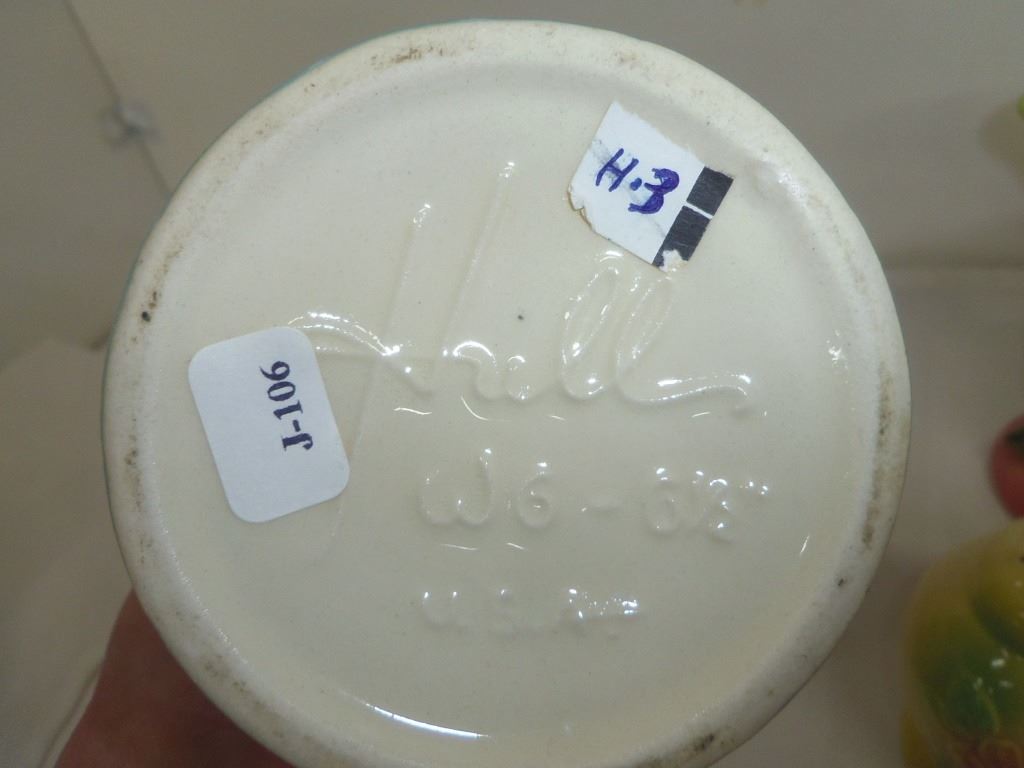 H.3
J-106
Hull
W6-6½"
U.S.A.